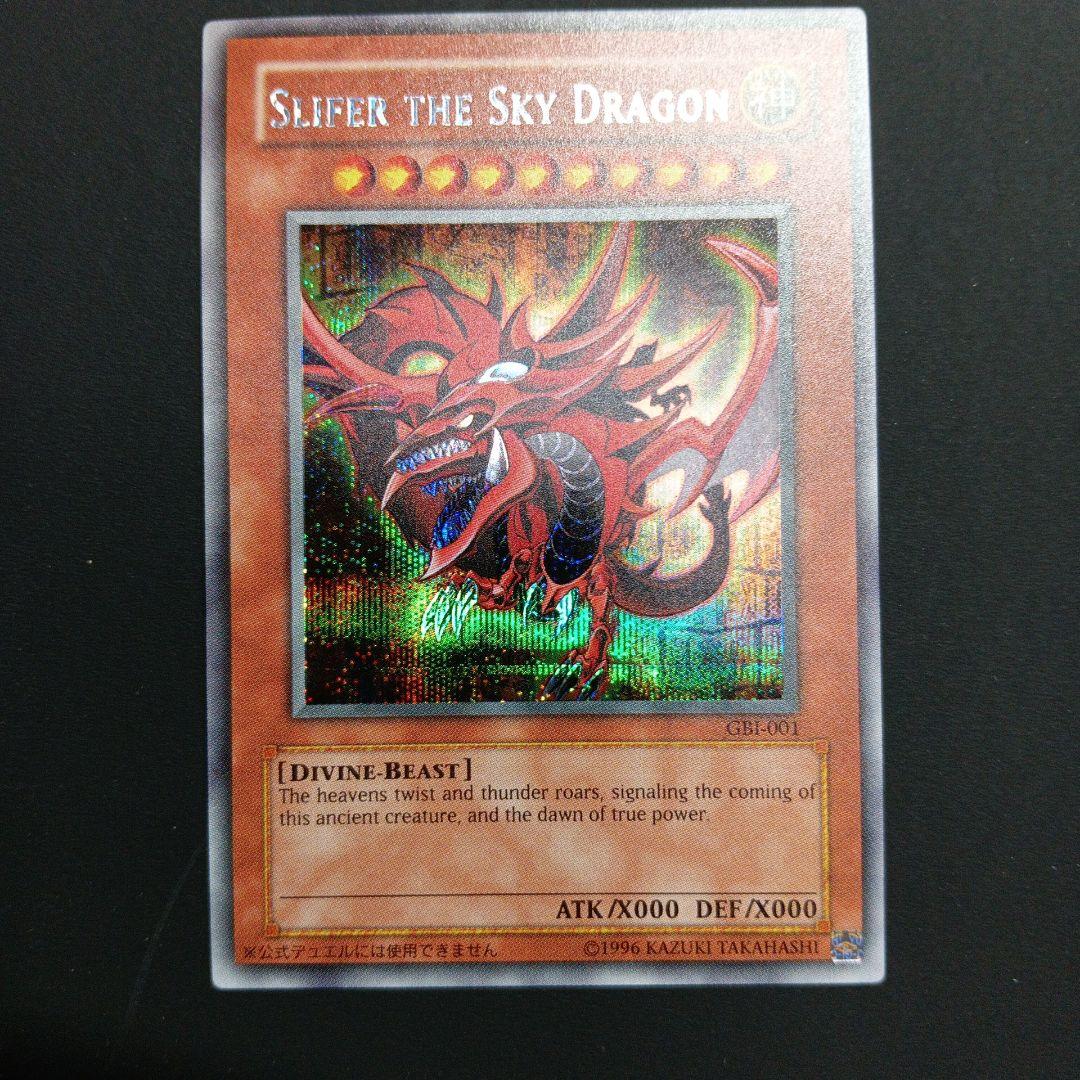 SLIFER THE SKY DRAGON 神
GBI-001
[DIVINE-BEAST]
The heavens twist and thunder roars, signaling the coming of
this ancient creature, and the dawn of true power.
ATK/X000 DEF/X000
※公式デュエルには使用できません ©1996 KAZUKI TAKAHASHI